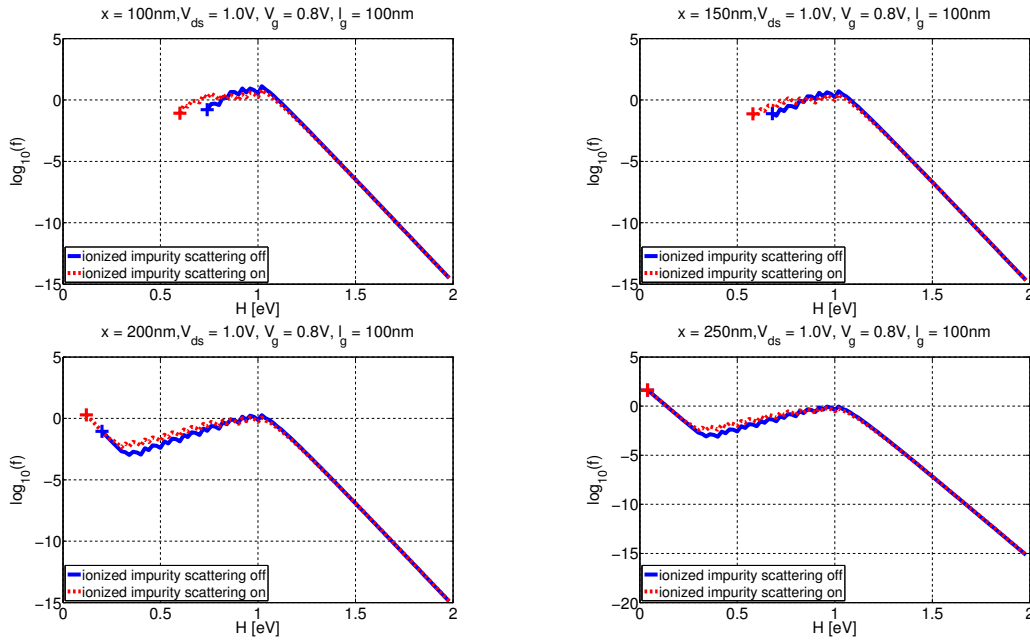 x = 100nm,V_ds = 1.0V, V_g = 0.8V, l_g = 100nm
5
0
−5
−10
−15
log_10(f)
ionized impurity scattering off
ionized impurity scattering on
0 0.5 1 1.5 2
H [eV]
x = 150nm,V_ds = 1.0V, V_g = 0.8V, l_g = 100nm
5
0
−5
−10
−15
log_10(f)
ionized impurity scattering off
ionized impurity scattering on
0 0.5 1 1.5 2
H [eV]
x = 200nm,V_ds = 1.0V, V_g = 0.8V, l_g = 100nm
5
0
−5
−10
−15
log_10(f)
ionized impurity scattering off
ionized impurity scattering on
0 0.5 1 1.5 2
H [eV]
x = 250nm,V_ds = 1.0V, V_g = 0.8V, l_g = 100nm
5
0
−5
−10
−15
−20
log_10(f)
ionized impurity scattering off
ionized impurity scattering on
0 0.5 1 1.5 2
H [eV]